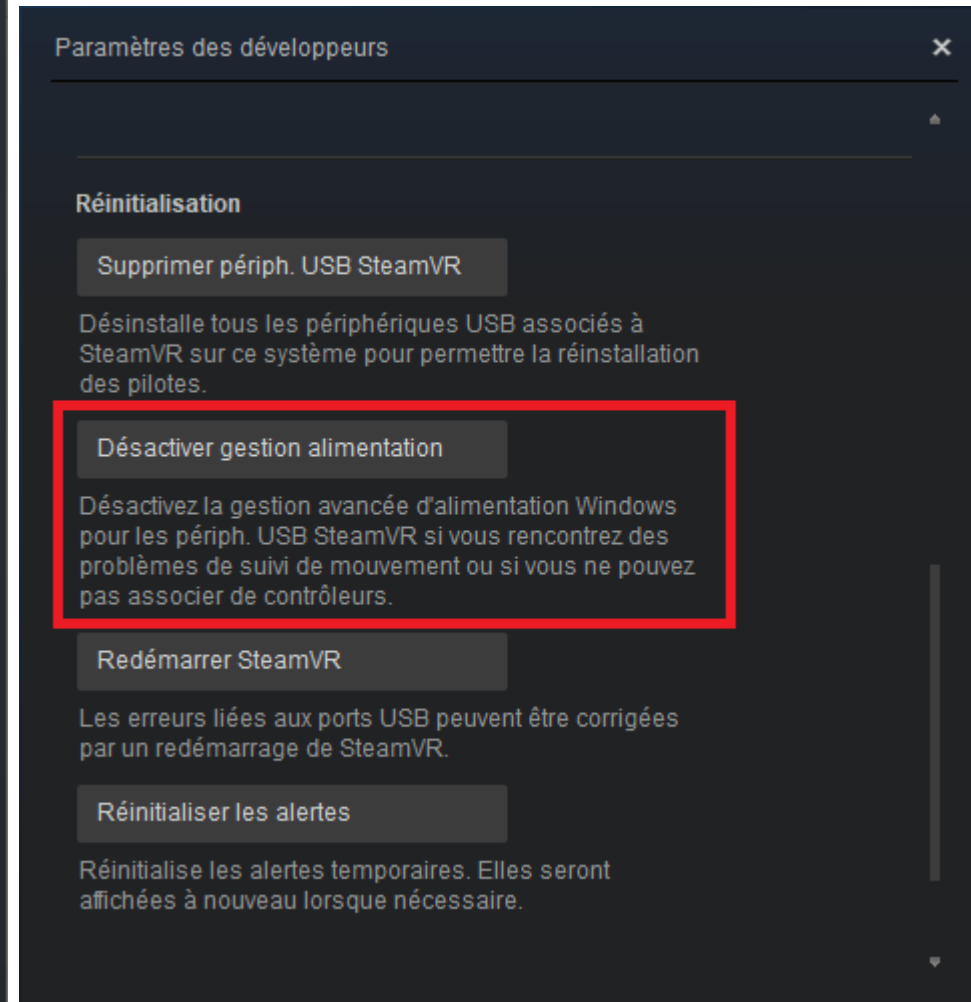 Paramètres des développeurs
Réinitialisation
Supprimer périph. USB SteamVR
Désinstalle tous les périphériques USB associés à
SteamVR sur ce système pour permettre la réinstallation
des pilotes.
Désactiver gestion alimentation
Désactivez la gestion avancée d'alimentation Windows
pour les périph. USB SteamVR si vous rencontrez des
problèmes de suivi de mouvement ou si vous ne pouvez
pas associer de contrôleurs.
Redémarrer SteamVR
Les erreurs liées aux ports USB peuvent être corrigées
par un redémarrage de SteamVR.
Réinitialiser les alertes
Réinitialise les alertes temporaires. Elles seront
affichées à nouveau lorsque nécessaire.